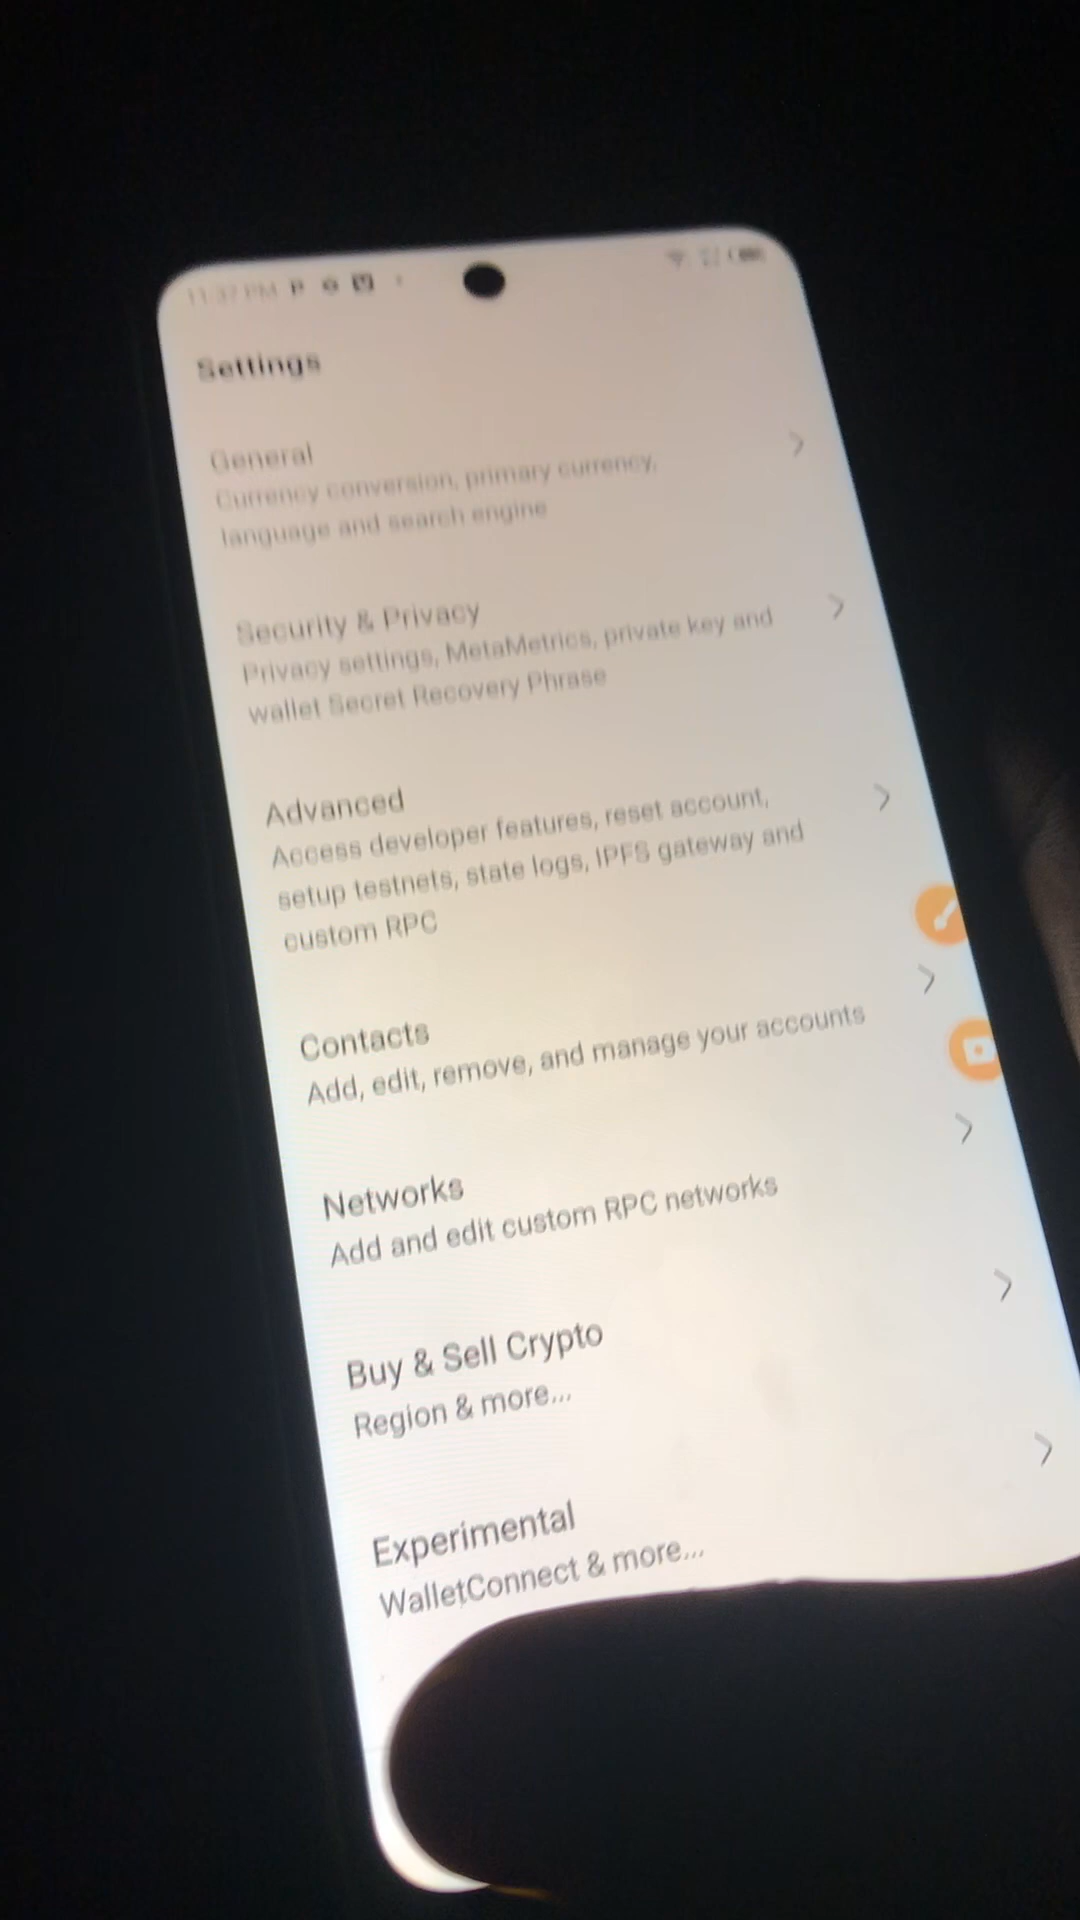 11:37 PM P G
Settings
General
Currency conversion, primary currency,
language and search engine
Security & Privacy
Privacy settings, MetaMetrics, private key and
wallet Secret Recovery Phrase
Advanced
Access developer features, reset account,
setup testnets, state logs, IPFS gateway and
custom RPC
Contacts
Add, edit, remove, and manage your accounts
Networks
Add and edit custom RPC networks
Buy & Sell Crypto
Region & more...
Experimental
WalletConnect & more...